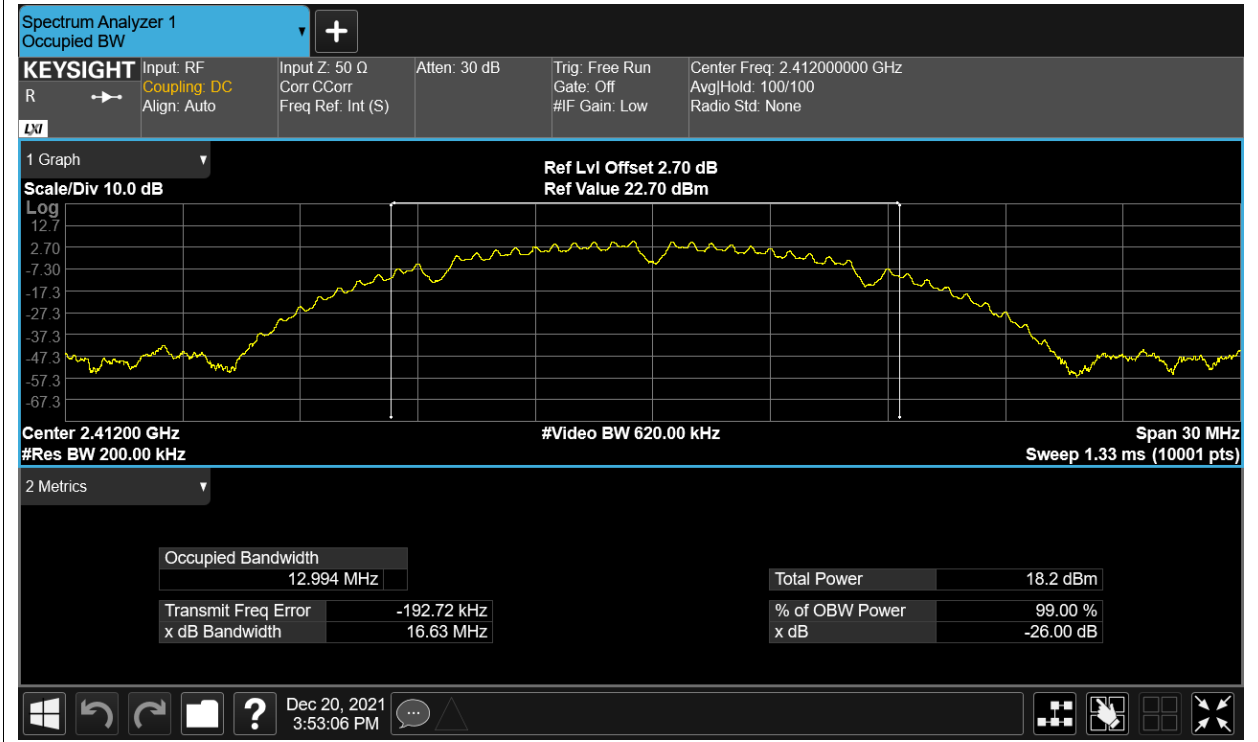 Spectrum Analyzer 1
Occupied BW
KEYSIGHT Input: RF Input Z: 50 Ω Atten: 30 dB Trig: Free Run Center Freq: 2.412000000 GHz
R Coupling: DC Corr CCorr Gate: Off Avg|Hold: 100/100
Align: Auto Freq Ref: Int (S) #IF Gain: Low Radio Std: None
LXI
1 Graph
Ref Lvl Offset 2.70 dB
Scale/Div 10.0 dB Ref Value 22.70 dBm
Log
12.7
2.70
-7.30
-17.3
-27.3
-37.3
-47.3
-57.3
-67.3
Center 2.41200 GHz #Video BW 620.00 kHz Span 30 MHz
#Res BW 200.00 kHz Sweep 1.33 ms (10001 pts)
2 Metrics
Occupied Bandwidth
12.994 MHz Total Power 18.2 dBm
Transmit Freq Error -192.72 kHz % of OBW Power 99.00 %
x dB Bandwidth 16.63 MHz x dB -26.00 dB
? Dec 20, 2021
3:53:06 PM